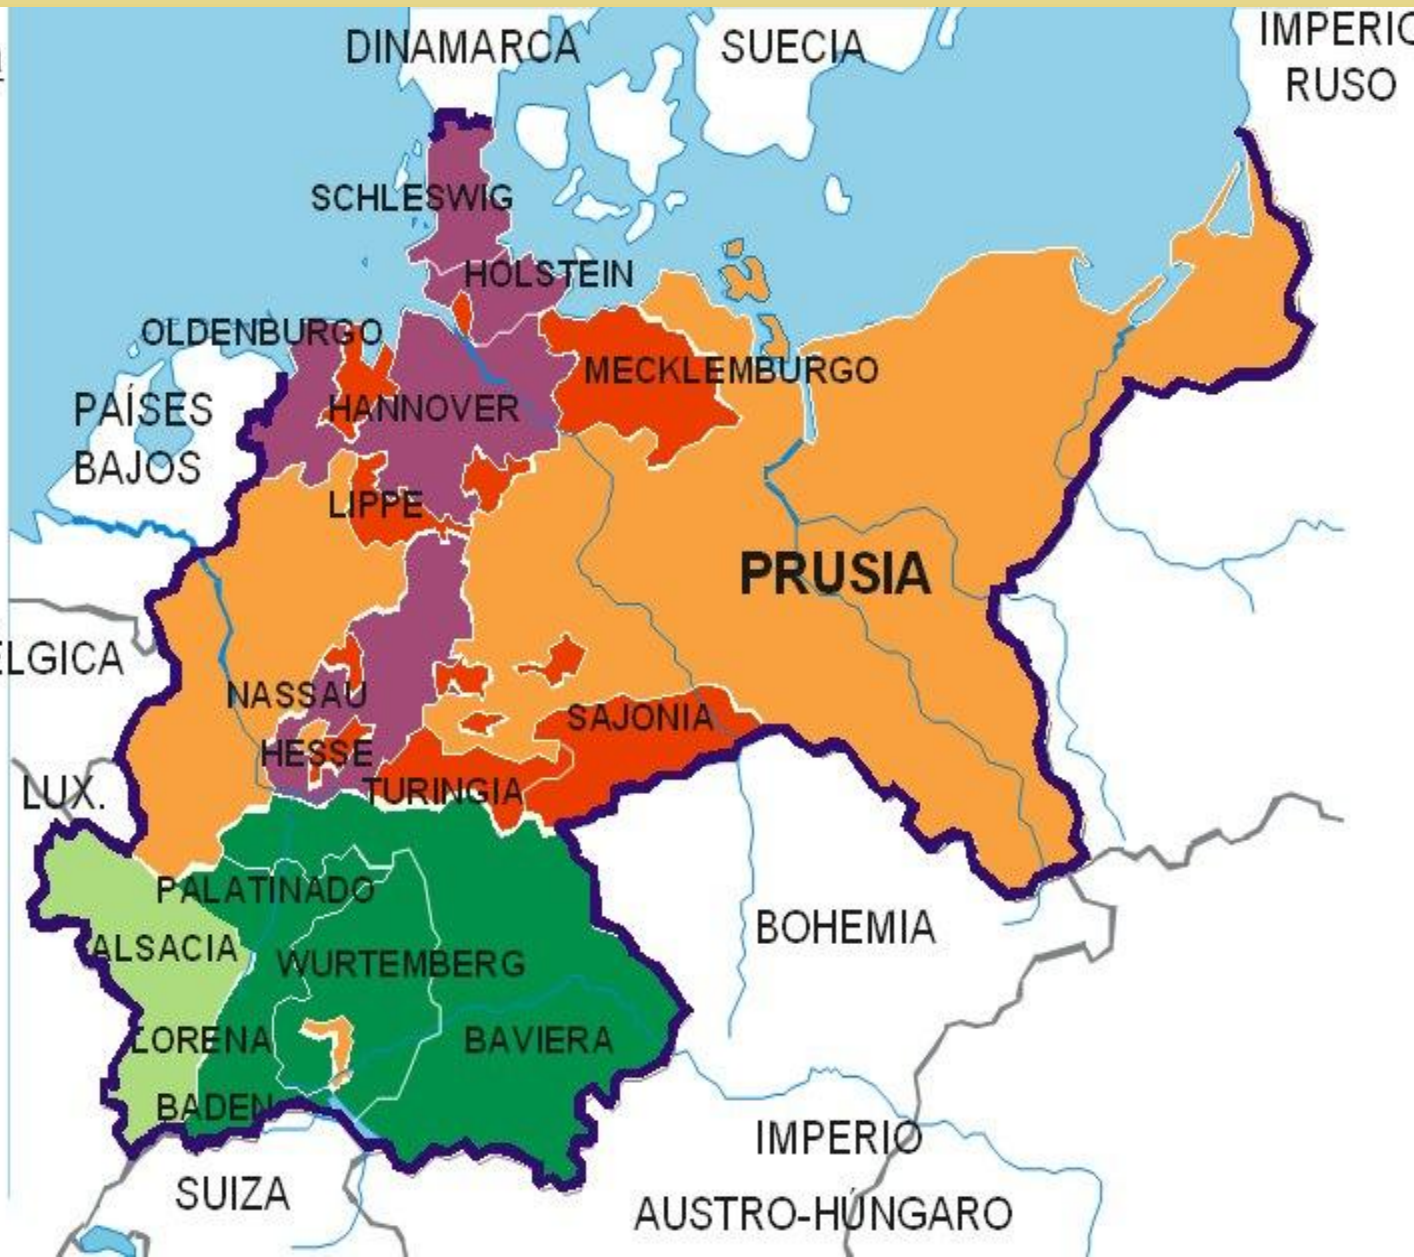 DINAMARCA
SUECIA
IMPERIO
RUSO
SCHLESWIG
HOLSTEIN
OLDENBURGO
MECKLEMBURGO
PAÍSES
BAJOS
HANNOVER
LIPPE
PRUSIA
ELGICA
NASSAU
SAJONIA
HESSE
TURINGIA
LUX.
PALATINADO
ALSACIA
WURTEMBERG
BOHEMIA
LORENA
BAVIERA
BADEN
IMPERIO
AUSTRO-HÚNGARO
SUIZA